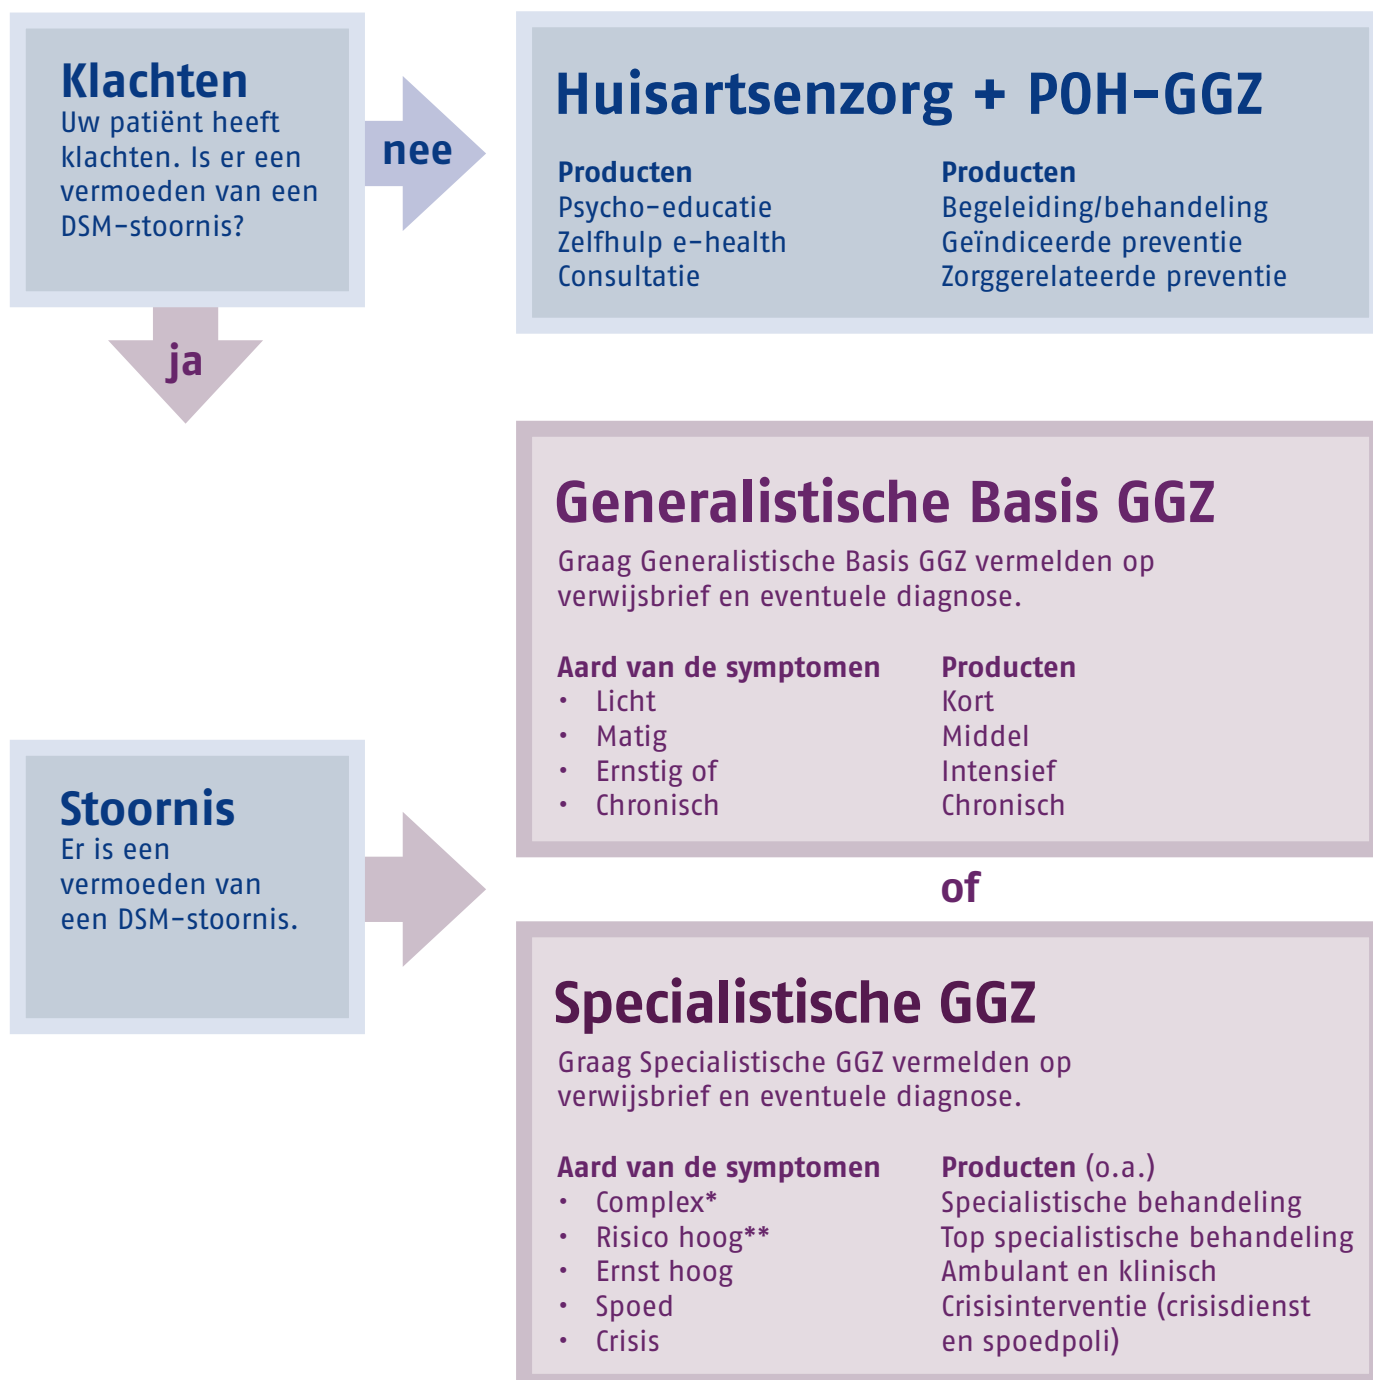 Klachten
Uw patiënt heeft
klachten. Is er een
vermoeden van een
DSM-stoornis?
nee
ja
Huisartsenzorg + POH-GGZ
Producten
Psycho-educatie
Zelfhulp e-health
Consultatie
Producten
Begeleiding/behandeling
Geïndiceerde preventie
Zorggerelateerde preventie
Stoornis
Er is een
vermoeden van
een DSM-stoornis.
Generalistische Basis GGZ
Graag Generalistische Basis GGZ vermelden op
verwijsbrief en eventuele diagnose.
Aard van de symptomen
• Licht
• Matig
• Ernstig of
• Chronisch
Producten
Kort
Middel
Intensief
Chronisch
of
Specialistische GGZ
Graag Specialistische GGZ vermelden op
verwijsbrief en eventuele diagnose.
Aard van de symptomen
• Complex*
• Risico hoog**
• Ernst hoog
• Spoed
• Crisis
Producten (o.a.)
Specialistische behandeling
Top specialistische behandeling
Ambulant en klinisch
Crisisinterventie (crisisdienst
en spoedpoli)